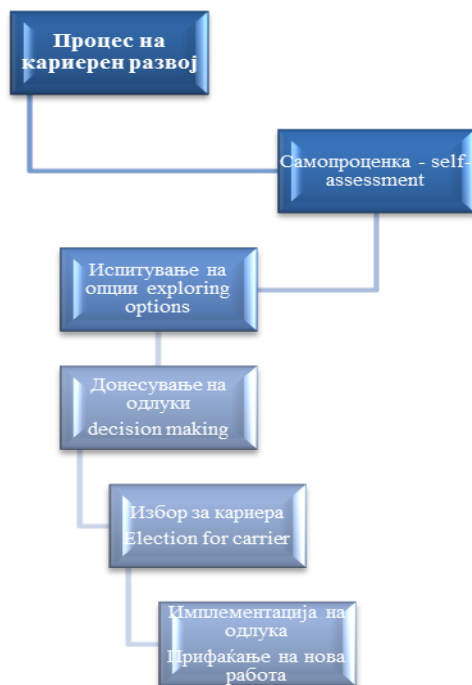 Процес на
кариерен развој
Самопроценка - self-
assessment
Испитување на
опции exploring
options
Донесување на
одлуки
decision making
Избор за кариера
Election for carrier
Имплементација на
одлука
Прифаќање на нова
работа